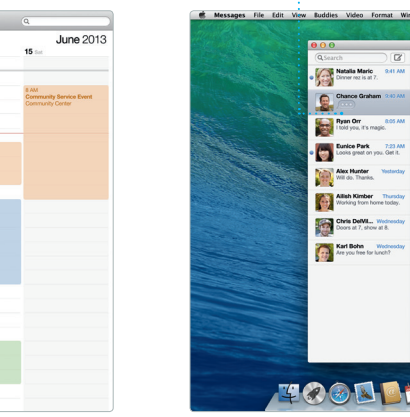 June 2013
15 Sat
8 AM
Community Service Event
Community Center
Messages File Edit View Buddies Video Format
Search
Natalia Maric 9:41 AM
Dinner rez is at 7.
Chance Graham 9:40 AM
Ryan Orr 8:05 AM
I told you, it's magic.
Eunice Park 7:23 AM
Looks great on you. Get it.
Alex Hunter Yesterday
Will do. Thanks.
Ailish Kimber Thursday
Working from home today.
Chris DelVil... Wednesday
Doors at 7, show at 8.
Karl Bohn Wednesday
Are you free for lunch?